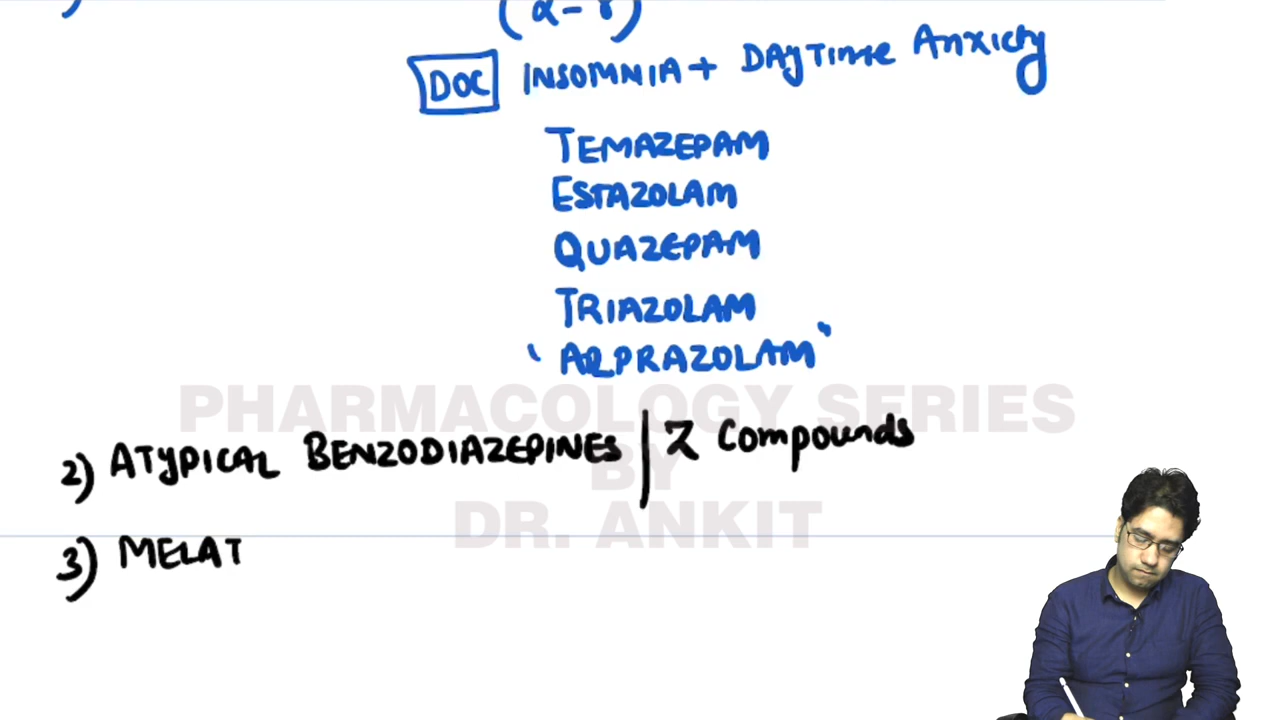 (α-γ)
DOC INSOMNIA + DAYTIME ANXIETY
TEMAZEPAM
ESTAZOLAM
QUAZEPAM
TRIAZOLAM
" ALPRAZOLAM "
PHARMACOLOGY SERIES
BY
DR. ANKIT
2) ATYPICAL BENZODIAZEPINES | Z Compounds
3) MELAT